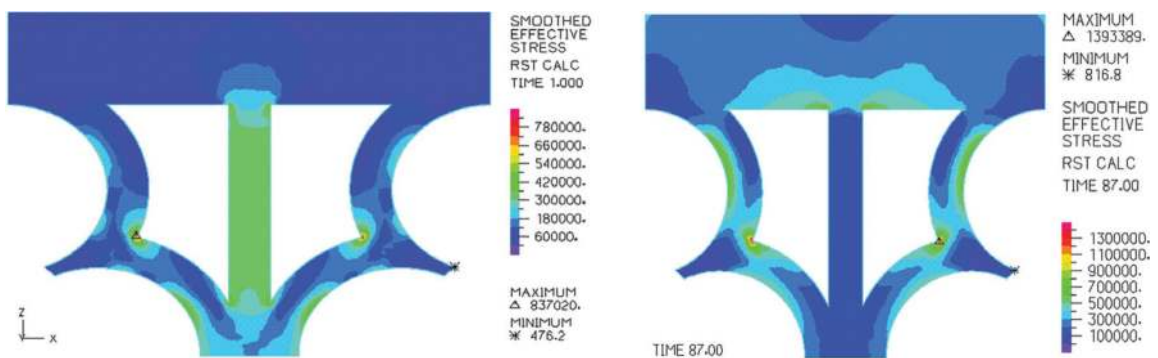 SMOOTHED
EFFECTIVE
STRESS
RST CALC
TIME 1.000
780000.
660000.
540000.
420000.
300000.
180000.
60000.
MAXIMUM
△ 837020.
MINIMUM
✳ 476.2
Z
X
MAXIMUM
△ 1393389.
MINIMUM
✳ 816.8
SMOOTHED
EFFECTIVE
STRESS
RST CALC
TIME 87.00
1300000.
1100000.
900000.
700000.
500000.
300000.
100000.
TIME 87.00